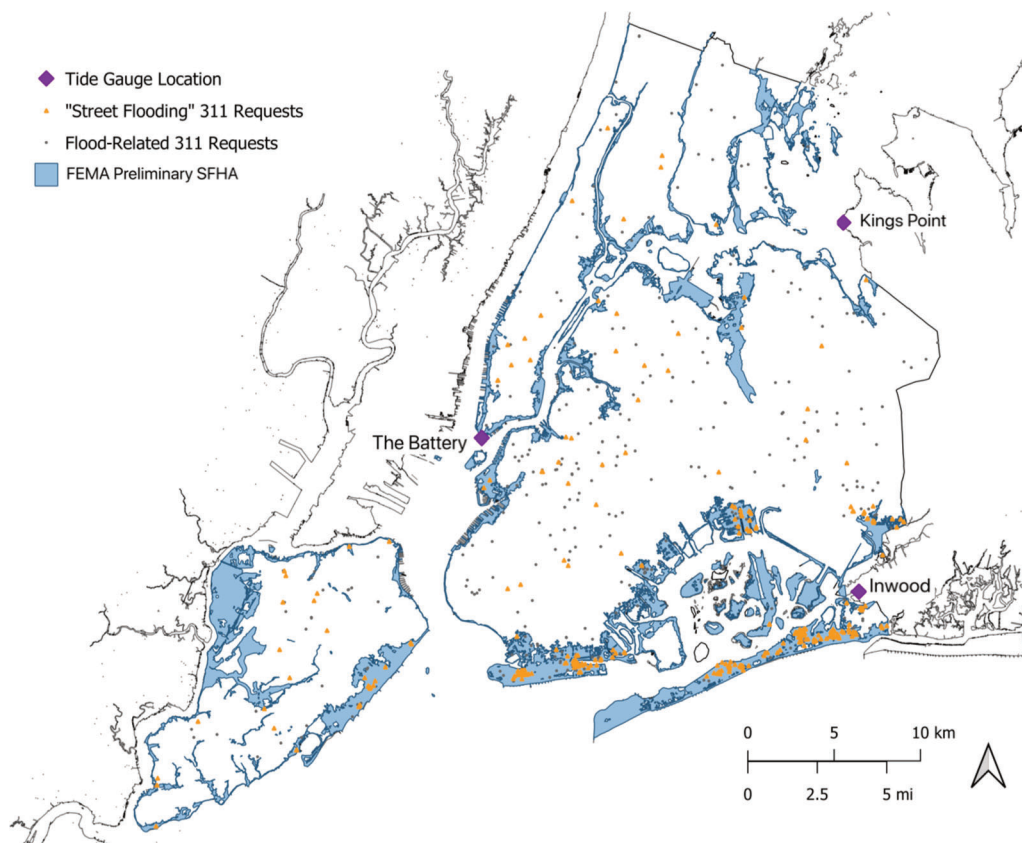 Tide Gauge Location
"Street Flooding" 311 Requests
Flood-Related 311 Requests
FEMA Preliminary SFHA
Kings Point
The Battery
Inwood
0 5 10 km
0 2.5 5 mi